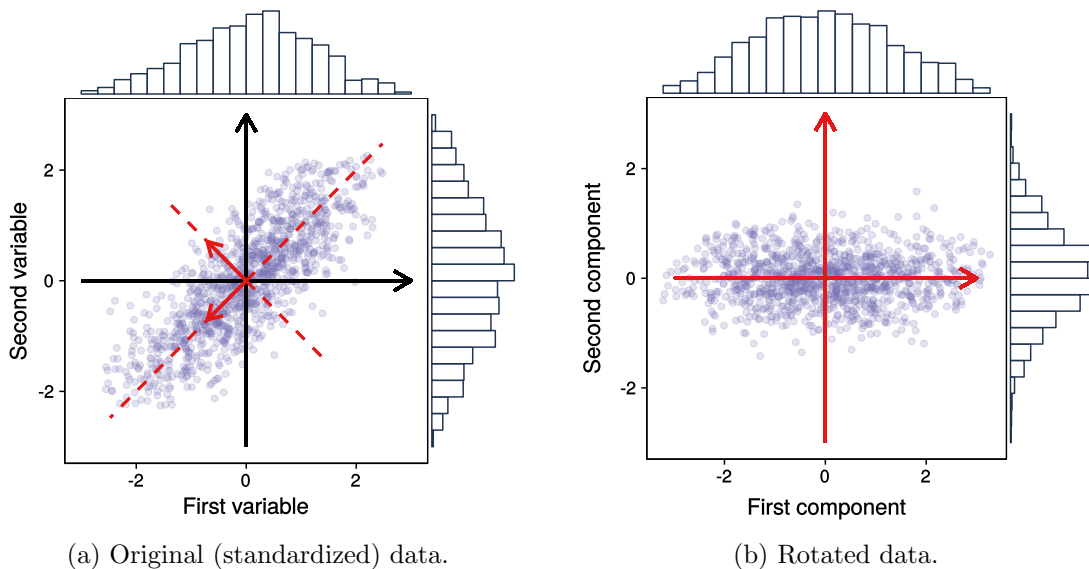 2
0
-2
Second variable
-2
0
2
First variable
(a) Original (standardized) data.
2
0
-2
Second component
-2
0
2
First component
(b) Rotated data.